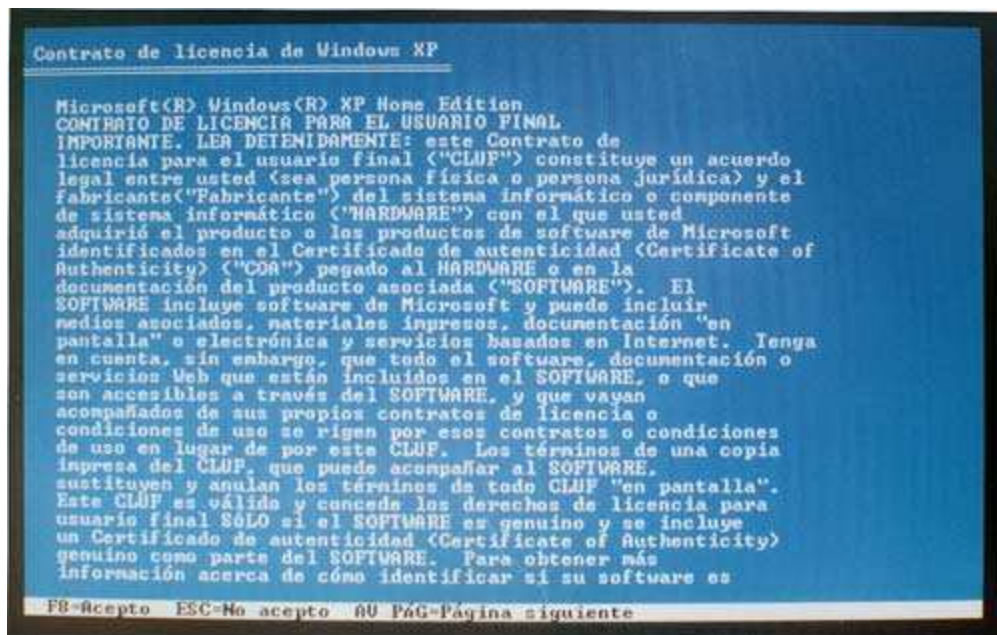 Contrato de licencia de Windows XP
Microsoft(R) Windows(R) XP Home Edition
CONTRATO DE LICENCIA PARA EL USUARIO FINAL
IMPORTANTE. LEA DETENIDAMENTE: este Contrato de
licencia para el usuario final ("CLUF") constituye un acuerdo
legal entre usted (sea persona física o persona jurídica) y el
fabricante("Fabricante") del sistema informático o componente
de sistema informático ("HARDWARE") con el que usted
adquirió el producto o los productos de software de Microsoft
identificados en el Certificado de autenticidad (Certificate of
Authenticity) ("COA") pegado al HARDWARE o en la
documentación del producto asociada ("SOFTWARE").  El
SOFTWARE incluye software de Microsoft y puede incluir
medios asociados, materiales impresos, documentación "en
pantalla" o electrónica y servicios basados en Internet.  Tenga
en cuenta, sin embargo, que todo el software, documentación o
servicios Web que están incluidos en el SOFTWARE, o que
son accesibles a través del SOFTWARE, y que vayan
acompañados de sus propios contratos de licencia o
condiciones de uso se rigen por esos contratos o condiciones
de uso en lugar de por este CLUF.  Los términos de una copia
impresa del CLUF, que puede acompañar al SOFTWARE,
sustituyen y anulan los términos de todo CLUF "en pantalla".
Este CLUF es válido y concede los derechos de licencia para
usuario final SÓLO si el SOFTWARE es genuino y se incluye
un Certificado de autenticidad (Certificate of Authenticity)
genuino como parte del SOFTWARE.  Para obtener más
información acerca de cómo identificar si su software es
F8=Acepto  ESC=No acepto  AV PÁG=Página siguiente